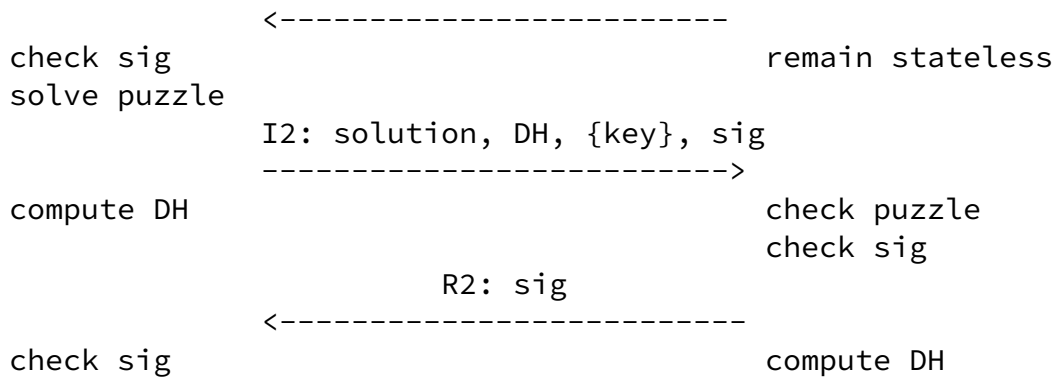 <--------------------------
check sig                                remain stateless
solve puzzle
I2: solution, DH, {key}, sig
--------------------------->
compute DH                               check puzzle
check sig
R2: sig
<---------------------------
check sig                                compute DH